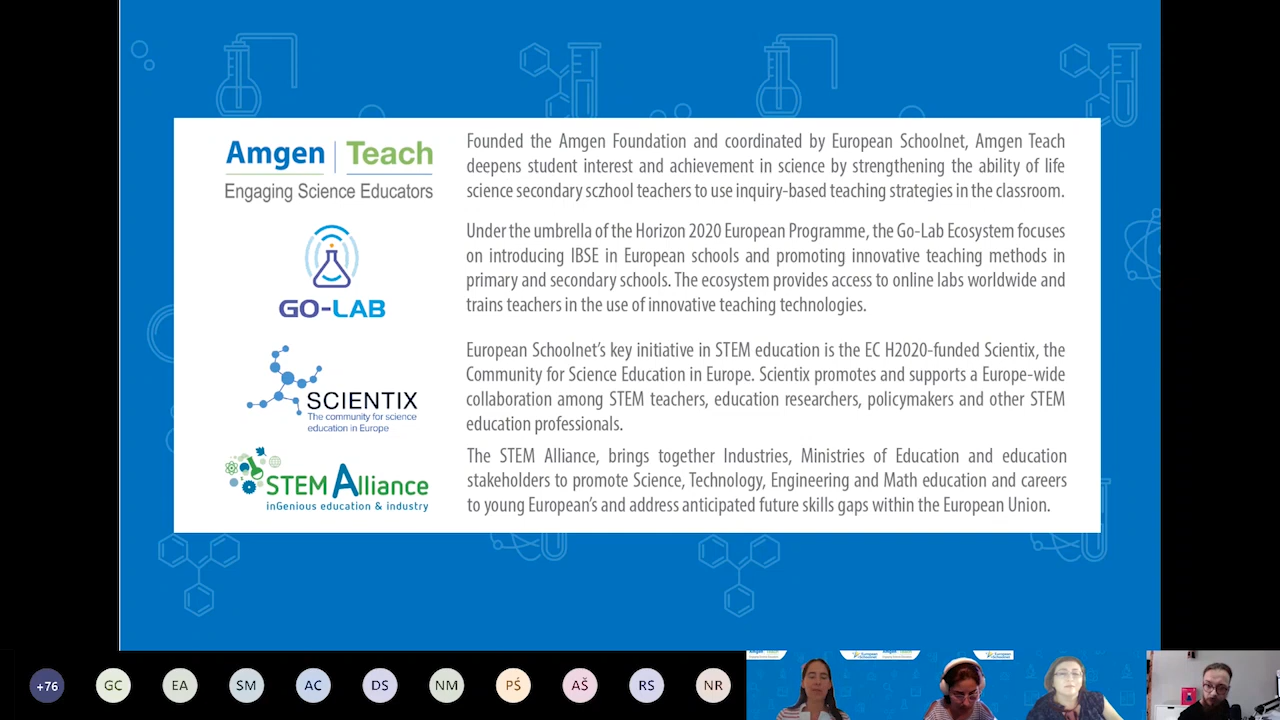 Amgen Teach
Engaging Science Educators
Founded the Amgen Foundation and coordinated by European Schoolnet, Amgen Teach
deepens student interest and achievement in science by strengthening the ability of life
science secondary sczhool teachers to use inquiry-based teaching strategies in the classroom.
GO-LAB
Under the umbrella of the Horizon 2020 European Programme, the Go-Lab Ecosystem focuses
on introducing IBSE in European schools and promoting innovative teaching methods in
primary and secondary schools. The ecosystem provides access to online labs worldwide and
trains teachers in the use of innovative teaching technologies.
SCIENTIX
The community for science
education in Europe
European Schoolnet's key initiative in STEM education is the EC H2020-funded Scientix, the
Community for Science Education in Europe. Scientix promotes and supports a Europe-wide
collaboration among STEM teachers, education researchers, policymakers and other STEM
education professionals.
STEM Alliance
inGenious education & industry
The STEM Alliance, brings together Industries, Ministries of Education and education
stakeholders to promote Science, Technology, Engineering and Math education and careers
to young European's and address anticipated future skills gaps within the European Union.
+76 GC EA SM AC DS NM PŚ AŠ RS NR